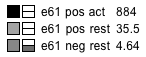 e61 pos act 884
e61 pos rest 35.5
e61 neg rest 4.64